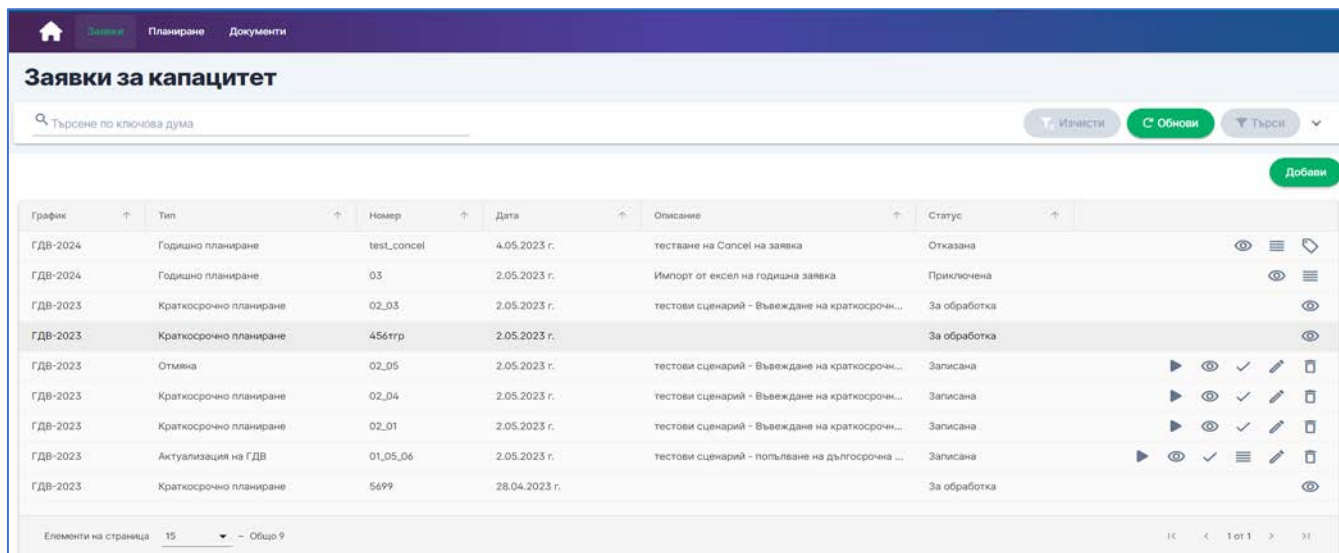 Заявки Планиране Документи
Заявки за капацитет
Търсене по ключова дума Изчисти Обнови Търси
Добави
График Тип Номер Дата Описание Статус
ГДВ-2024 Годишно планиране test_cancel 4.05.2023 г. тестване на Cancel на заявка Отказана
ГДВ-2024 Годишно планиране 03 2.05.2023 г. Импорт от ексел на годишна заявка Приключена
ГДВ-2023 Краткосрочно планиране 02_03 2.05.2023 г. тестови сценарий - Въвеждане на краткосрочн... За обработка
ГДВ-2023 Краткосрочно планиране 456тгр 2.05.2023 г. За обработка
ГДВ-2023 Отмяна 02_05 2.05.2023 г. тестови сценарий - Въвеждане на краткосрочн... Записана
ГДВ-2023 Краткосрочно планиране 02_04 2.05.2023 г. тестови сценарий - Въвеждане на краткосрочн... Записана
ГДВ-2023 Краткосрочно планиране 02_01 2.05.2023 г. тестови сценарий - Въвеждане на краткосрочн... Записана
ГДВ-2023 Актуализация на ГДВ 01_05_06 2.05.2023 г. тестови сценарий - попълване на дългосрочна ... Записана
ГДВ-2023 Краткосрочно планиране 5699 28.04.2023 г. За обработка
Елементи на страница 15 – Общо 9 1 от 1